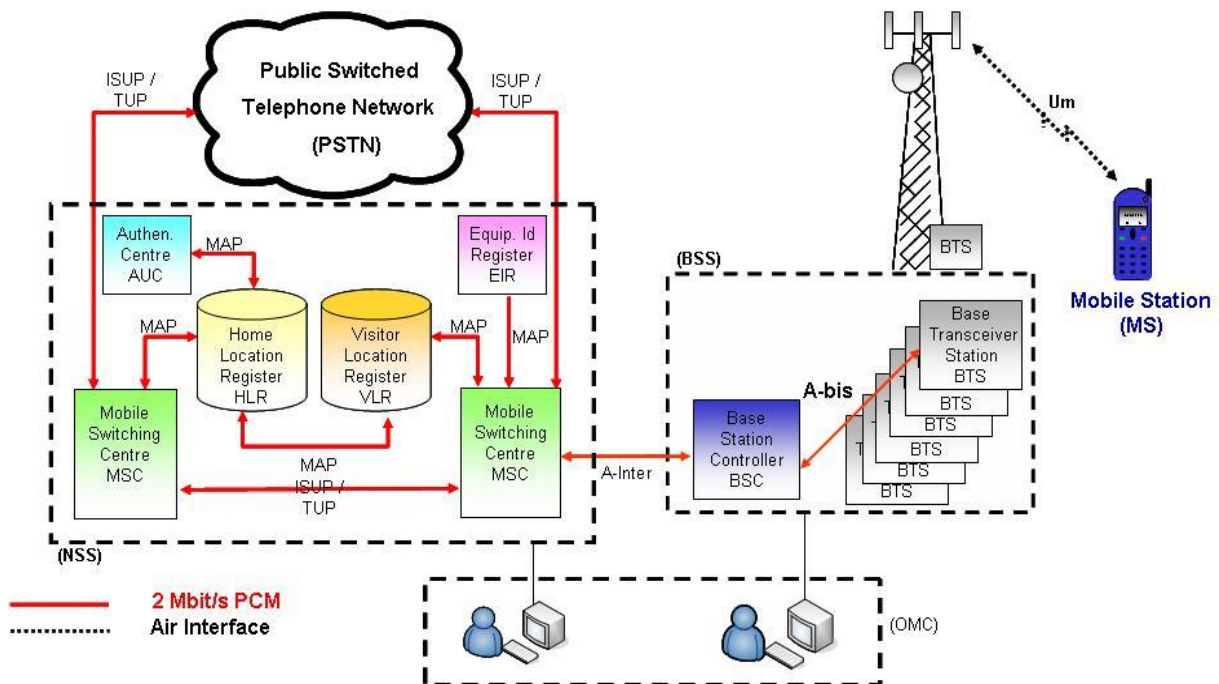 Public Switched
Telephone Network
(PSTN)
ISUP /
TUP
ISUP /
TUP
Um
Authen.
Centre
AUC
MAP
Equip. Id
Register
EIR
MAP
Home
Location
Register
HLR
Visitor
Location
Register
VLR
MAP
MAP
Mobile
Switching
Centre
MSC
Mobile
Switching
Centre
MSC
MAP
ISUP /
TUP
(NSS)
A-Inter
BTS
(BSS)
Mobile Station
(MS)
Base
Transceiver
Station
BTS
A-bis
Base
Station
Controller
BSC
T
T
BTS
BTS
BTS
BTS
BTS
2 Mbit/s PCM
Air Interface
(OMC)